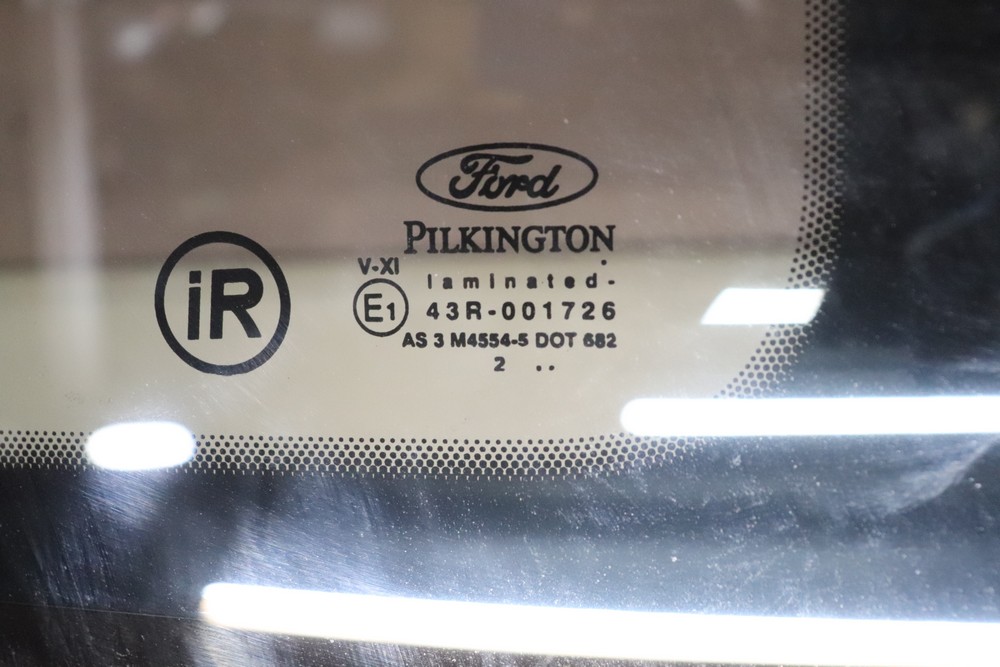 Ford
PILKINGTON
iR
V-XI
laminated-
E1
43R-001726
AS 3 M4554-5 DOT 682
2 ..